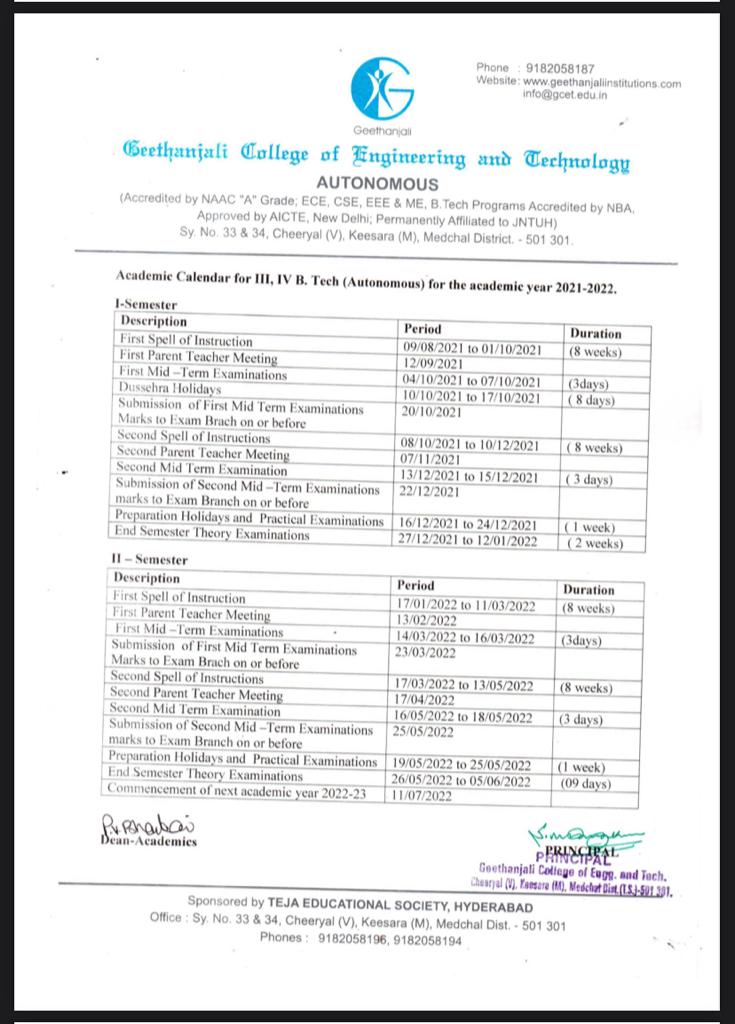 Phone : 9182058187
Website: www.geethanjaliinstitutions.com
info@gcet.edu.in
Geethanjali
Geethanjali College of Engineering and Technology
AUTONOMOUS
(Accredited by NAAC "A" Grade; ECE, CSE, EEE & ME, B.Tech Programs Accredited by NBA,
Approved by AICTE, New Delhi; Permanently Affiliated to JNTUH)
Sy. No. 33 & 34, Cheeryal (V), Keesara (M), Medchal District. - 501 301.
Academic Calendar for III, IV B. Tech (Autonomous) for the academic year 2021-2022.
I-Semester
Description Period Duration
First Spell of Instruction 09/08/2021 to 01/10/2021 (8 weeks)
First Parent Teacher Meeting 12/09/2021
First Mid –Term Examinations 04/10/2021 to 07/10/2021 (3days)
Dussehra Holidays 10/10/2021 to 17/10/2021 ( 8 days)
Submission of First Mid Term Examinations 20/10/2021
Marks to Exam Brach on or before
Second Spell of Instructions 08/10/2021 to 10/12/2021 ( 8 weeks)
Second Parent Teacher Meeting 07/11/2021
Second Mid Term Examination 13/12/2021 to 15/12/2021 ( 3 days)
Submission of Second Mid –Term Examinations 22/12/2021
marks to Exam Branch on or before
Preparation Holidays and Practical Examinations 16/12/2021 to 24/12/2021 ( 1 week)
End Semester Theory Examinations 27/12/2021 to 12/01/2022 ( 2 weeks)
II – Semester
Description Period Duration
First Spell of Instruction 17/01/2022 to 11/03/2022 (8 weeks)
First Parent Teacher Meeting 13/02/2022
First Mid –Term Examinations 14/03/2022 to 16/03/2022 (3days)
Submission of First Mid Term Examinations 23/03/2022
Marks to Exam Brach on or before
Second Spell of Instructions 17/03/2022 to 13/05/2022 (8 weeks)
Second Parent Teacher Meeting 17/04/2022
Second Mid Term Examination 16/05/2022 to 18/05/2022 (3 days)
Submission of Second Mid –Term Examinations 25/05/2022
marks to Exam Branch on or before
Preparation Holidays and Practical Examinations 19/05/2022 to 25/05/2022 (1 week)
End Semester Theory Examinations 26/05/2022 to 05/06/2022 (09 days)
Commencement of next academic year 2022-23 11/07/2022
Dean-Academics
PRINCIPAL
PRINCIPAL
Geethanjali College of Engg. and Tech.
Cheeryal (V), Keesara (M), Medchal Dist.(T.S.)-501 301.
Sponsored by TEJA EDUCATIONAL SOCIETY, HYDERABAD
Office : Sy. No. 33 & 34, Cheeryal (V), Keesara (M), Medchal Dist. - 501 301
Phones : 9182058196, 9182058194